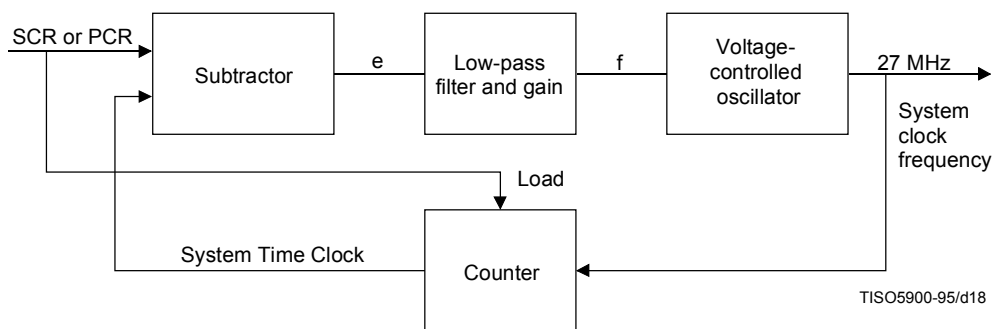 SCR or PCR
Subtractor
e
Low-pass
filter and gain
f
Voltage-
controlled
oscillator
27 MHz
System
clock
frequency
Load
System Time Clock
Counter
TISO5900-95/d18